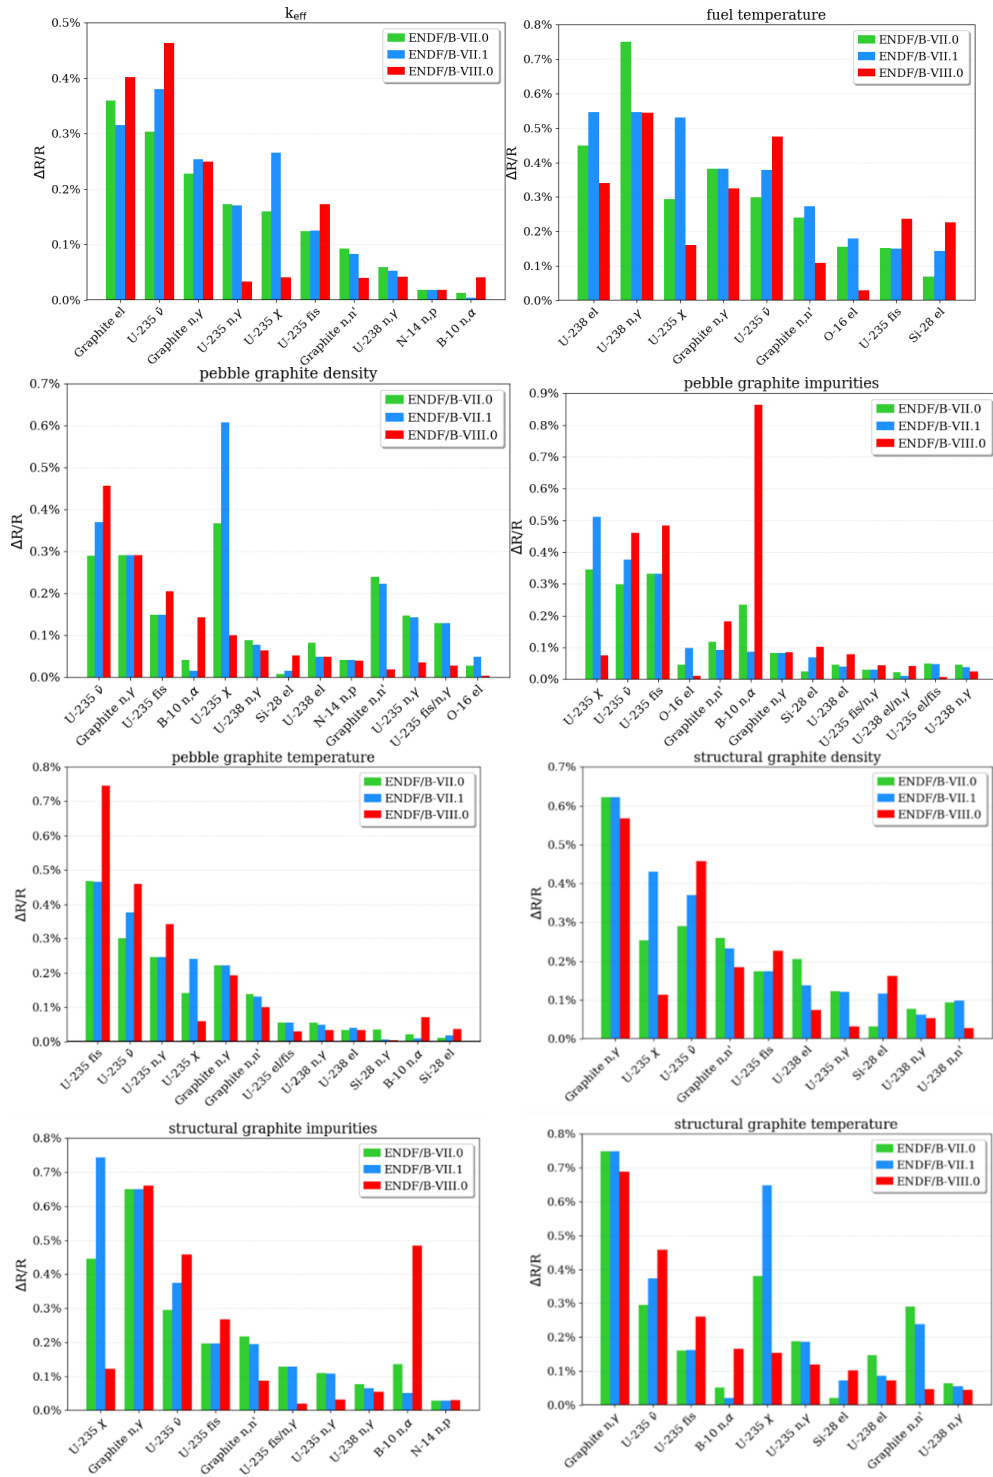 k_eff
0.5%
0.4%
0.3%
0.2%
0.1%
0.0%
ΔR/R
ENDF/B-VII.0
ENDF/B-VII.1
ENDF/B-VIII.0
Graphite el
U-235 ν̄
Graphite n,γ
U-235 n,γ
U-235 χ
U-235 fis
Graphite n,n'
U-238 n,γ
N-14 n,p
B-10 n,α
fuel temperature
0.8%
0.7%
0.6%
0.5%
0.4%
0.3%
0.2%
0.1%
0.0%
ΔR/R
ENDF/B-VII.0
ENDF/B-VII.1
ENDF/B-VIII.0
U-238 el
U-238 n,γ
U-235 χ
Graphite n,γ
U-235 ν̄
Graphite n,n'
O-16 el
U-235 fis
Si-28 el
pebble graphite density
0.7%
0.6%
0.5%
0.4%
0.3%
0.2%
0.1%
0.0%
ΔR/R
ENDF/B-VII.0
ENDF/B-VII.1
ENDF/B-VIII.0
U-235 ν̄
Graphite n,γ
U-235 fis
B-10 n,α
U-235 χ
U-238 n,γ
Si-28 el
U-238 el
N-14 n,p
Graphite n,n'
U-235 n,γ
U-235 fis/n,γ
O-16 el
pebble graphite impurities
0.9%
0.8%
0.7%
0.6%
0.5%
0.4%
0.3%
0.2%
0.1%
0.0%
ΔR/R
ENDF/B-VII.0
ENDF/B-VII.1
ENDF/B-VIII.0
U-235 χ
U-235 ν̄
U-235 fis
O-16 el
Graphite n,n'
B-10 n,α
Graphite n,γ
Si-28 el
U-238 el
U-235 fis/n,γ
U-238 el/n,γ
U-235 el/fis
U-238 n,γ
pebble graphite temperature
0.8%
0.7%
0.6%
0.5%
0.4%
0.3%
0.2%
0.1%
0.0%
ΔR/R
ENDF/B-VII.0
ENDF/B-VII.1
ENDF/B-VIII.0
U-235 fis
U-235 ν̄
U-235 n,γ
U-235 χ
Graphite n,γ
Graphite n,n'
U-235 el/fis
U-238 n,γ
U-238 el
Si-28 n,γ
B-10 n,α
Si-28 el
structural graphite density
0.7%
0.6%
0.5%
0.4%
0.3%
0.2%
0.1%
0.0%
ΔR/R
ENDF/B-VII.0
ENDF/B-VII.1
ENDF/B-VIII.0
Graphite n,γ
U-235 χ
U-235 ν̄
Graphite n,n'
U-235 fis
U-238 el
U-235 n,γ
Si-28 el
U-238 n,γ
U-238 n,n'
structural graphite impurities
0.8%
0.7%
0.6%
0.5%
0.4%
0.3%
0.2%
0.1%
0.0%
ΔR/R
ENDF/B-VII.0
ENDF/B-VII.1
ENDF/B-VIII.0
U-235 χ
Graphite n,γ
U-235 ν̄
U-235 fis
Graphite n,n'
U-235 fis/n,γ
U-235 n,γ
U-238 n,γ
B-10 n,α
N-14 n,p
structural graphite temperature
0.8%
0.7%
0.6%
0.5%
0.4%
0.3%
0.2%
0.1%
0.0%
ΔR/R
ENDF/B-VII.0
ENDF/B-VII.1
ENDF/B-VIII.0
Graphite n,γ
U-235 ν̄
U-235 fis
B-10 n,α
U-235 χ
U-235 n,γ
Si-28 el
U-238 el
Graphite n,n'
U-238 n,γ